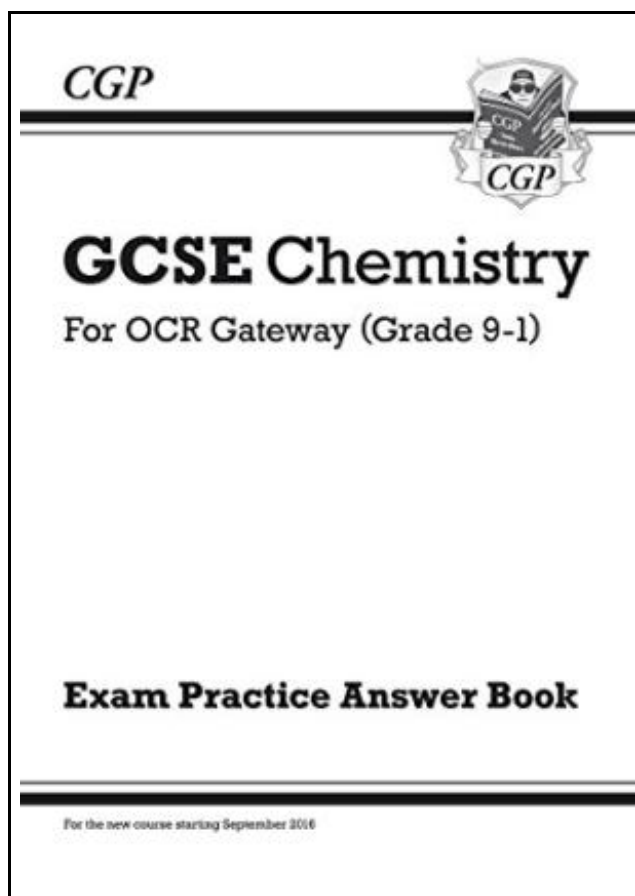 CGP
CGP
CGP
GCSE Chemistry
For OCR Gateway (Grade 9-1)
Exam Practice Answer Book
For the new course starting September 2016